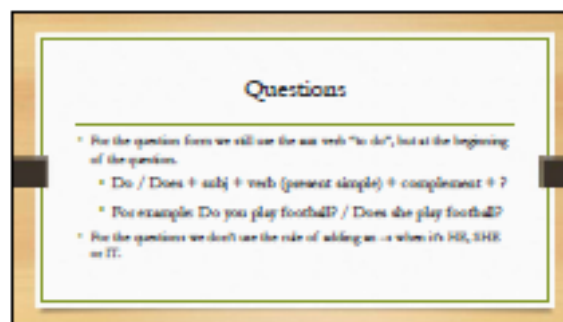 Questions
For the question form we still use the aux verb "to do", but at the beginning
of the question.
Do / Does + subj + verb (present simple) + complement + ?
For example: Do you play football? / Does she play football?
For the questions we don't use the rule of adding an -s when it's HE, SHE
or IT.